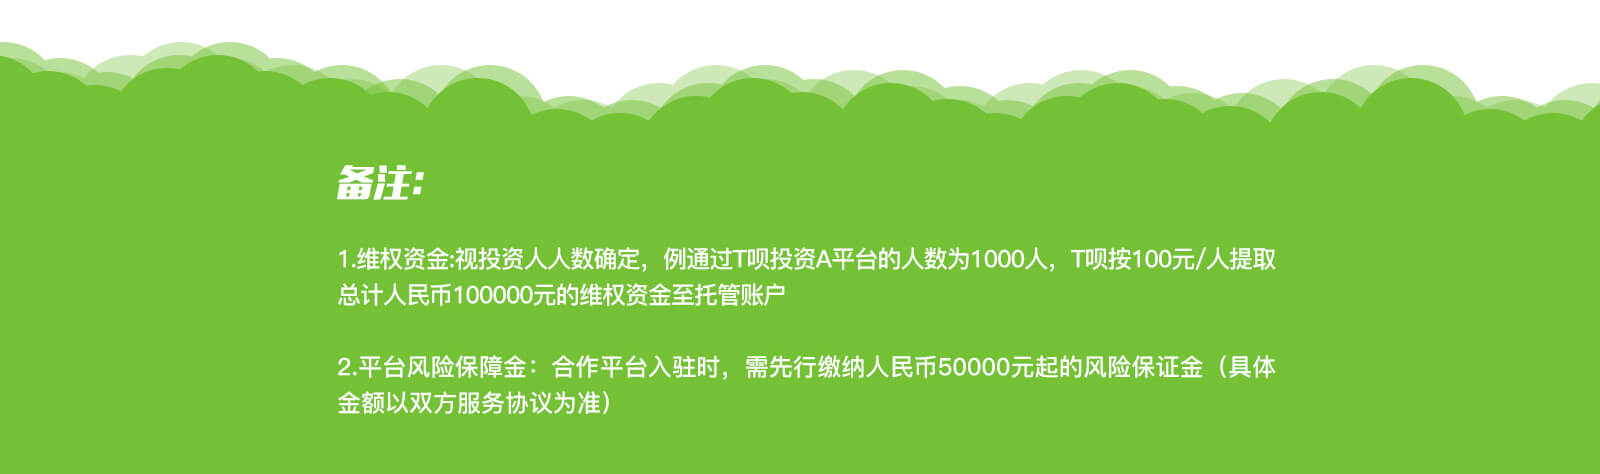 备注:
1.维权资金:视投资人人数确定，例通过T呗投资A平台的人数为1000人，T呗按100元/人提取
总计人民币100000元的维权资金至托管账户
2.平台风险保障金：合作平台入驻时，需先行缴纳人民币50000元起的风险保证金（具体
金额以双方服务协议为准）